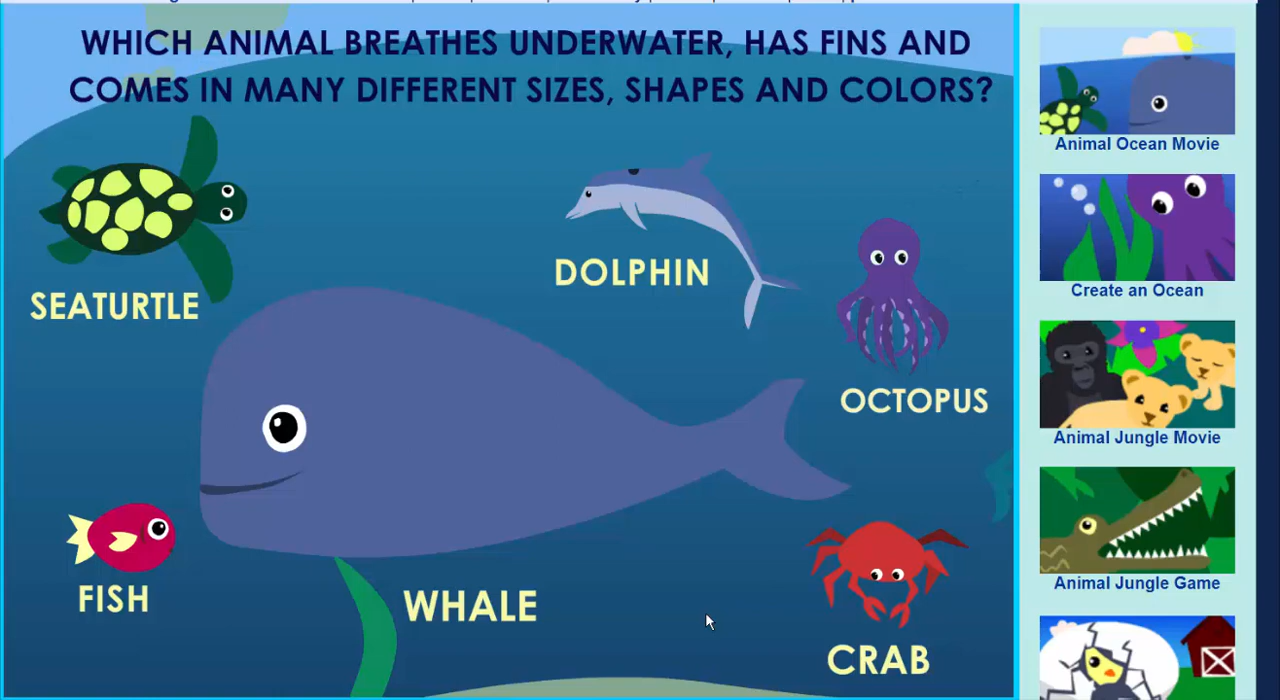 WHICH ANIMAL BREATHES UNDERWATER, HAS FINS AND
COMES IN MANY DIFFERENT SIZES, SHAPES AND COLORS?
SEATURTLE
DOLPHIN
OCTOPUS
FISH
WHALE
CRAB
Animal Ocean Movie
Create an Ocean
Animal Jungle Movie
Animal Jungle Game